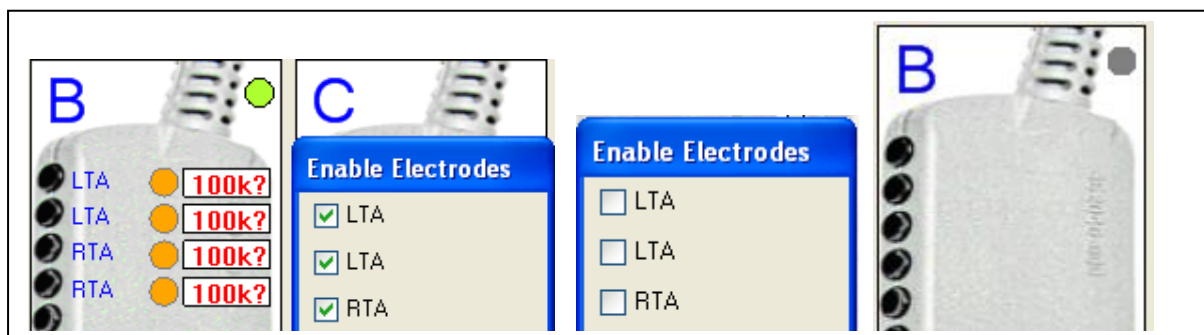 B
LTA 100k?
LTA 100k?
RTA 100k?
RTA 100k?
C
Enable Electrodes
LTA
LTA
RTA
Enable Electrodes
LTA
LTA
RTA
B